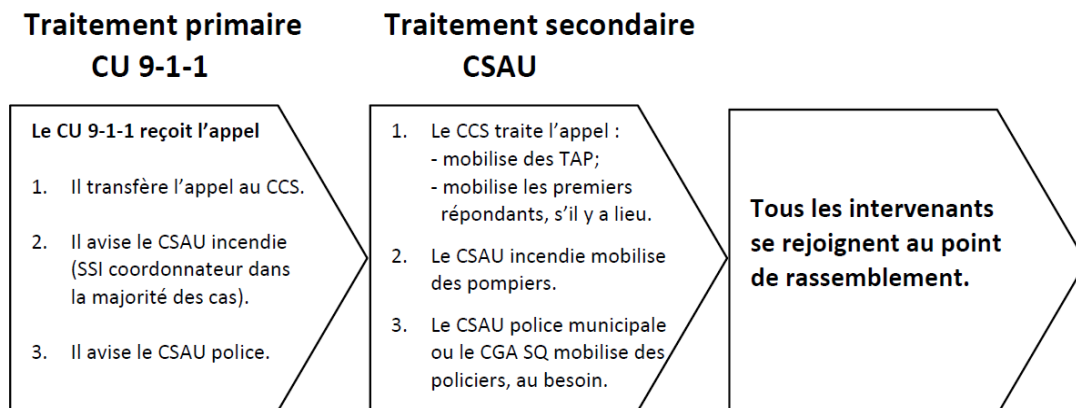 Traitement primaire
CU 9-1-1
Le CU 9-1-1 reçoit l'appel
1. Il transfère l'appel au CCS.
2. Il avise le CSAU incendie
(SSI coordonnateur dans
la majorité des cas).
3. Il avise le CSAU police.
Traitement secondaire
CSAU
1. Le CCS traite l'appel :
- mobilise des TAP;
- mobilise les premiers
répondants, s'il y a lieu.
2. Le CSAU incendie mobilise
des pompiers.
3. Le CSAU police municipale
ou le CGA SQ mobilise des
policiers, au besoin.
Tous les intervenants
se rejoignent au point
de rassemblement.